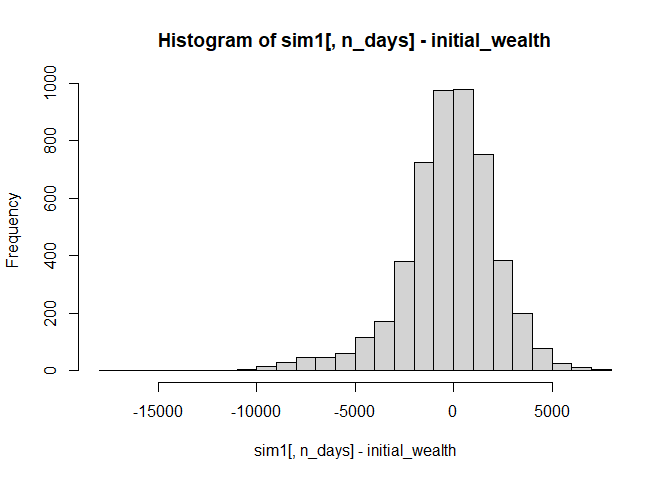 Histogram of sim1[, n_days] - initial_wealth
Frequency
1000
800
600
400
200
0
-15000 -10000 -5000 0 5000
sim1[, n_days] - initial_wealth